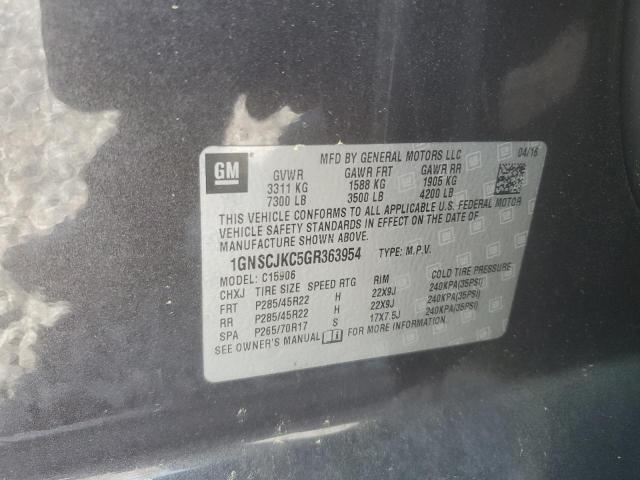 GM
MFD BY GENERAL MOTORS LLC 04/16
GVWR GAWR FRT GAWR RR
3311 KG 1588 KG 1905 KG
7300 LB 3500 LB 4200 LB
THIS VEHICLE CONFORMS TO ALL APPLICABLE U.S. FEDERAL MOTOR
VEHICLE SAFETY STANDARDS IN EFFECT ON THE DATE OF
MANUFACTURE SHOWN ABOVE.
1GNSCJKC5GR363954 TYPE: M.P.V.
MODEL: C15906
CHXJ TIRE SIZE SPEED RTG RIM COLD TIRE PRESSURE
FRT P285/45R22 H 22X9J 240KPA(35PSI)
RR P285/45R22 H 22X9J 240KPA(35PSI)
SPA P265/70R17 S 17X7.5J 240KPA(35PSI)
SEE OWNER'S MANUAL FOR MORE INFORMATION.